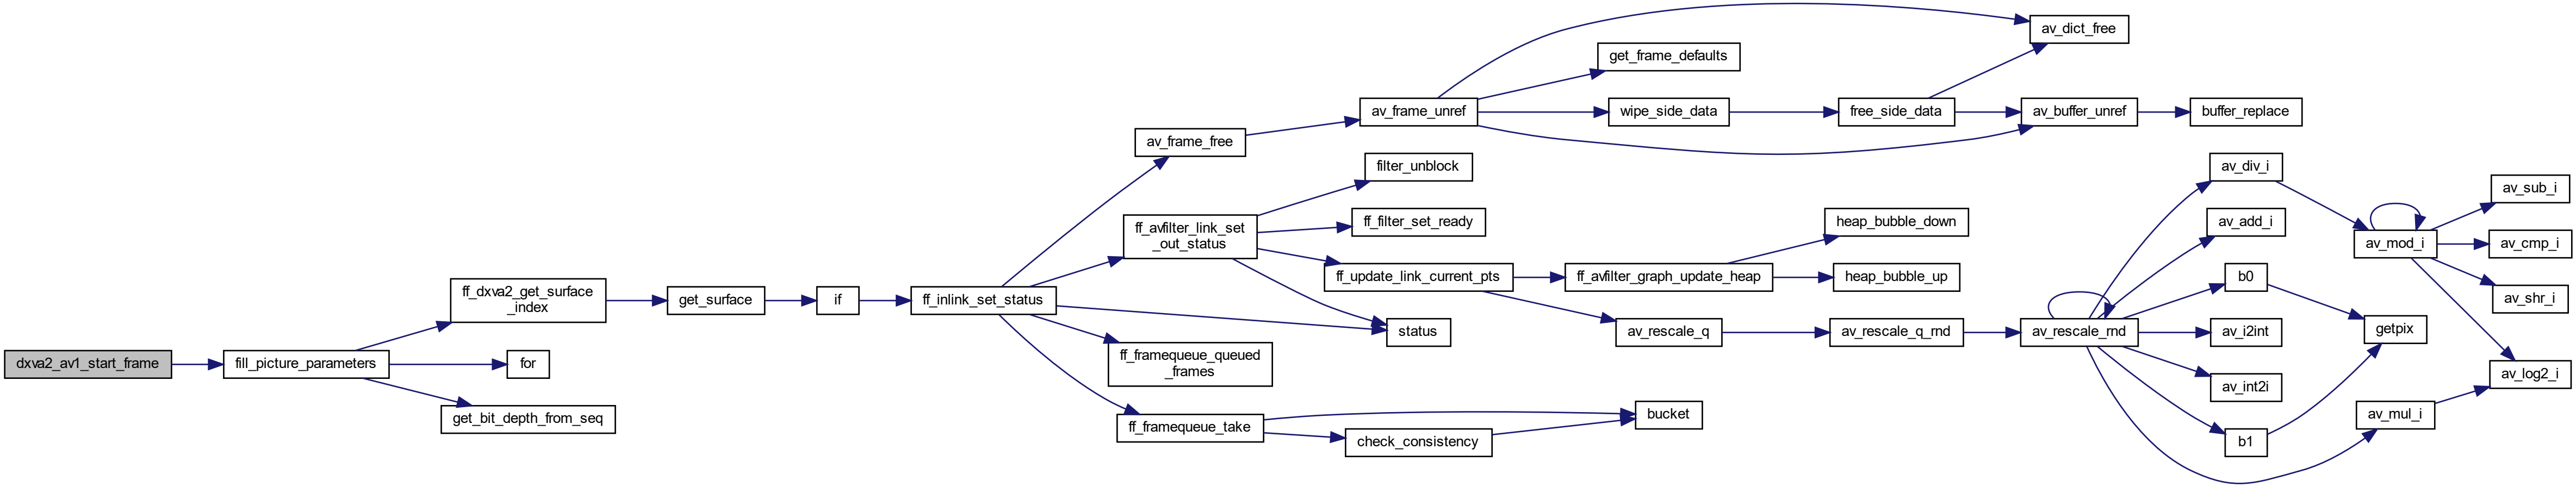 dxva2_av1_start_frame
fill_picture_parameters
ff_dxva2_get_surface
_index
for
get_bit_depth_from_seq
get_surface
if
ff_inlink_set_status
av_frame_free
ff_avfilter_link_set
_out_status
status
ff_framequeue_queued
_frames
ff_framequeue_take
av_frame_unref
filter_unblock
ff_filter_set_ready
ff_update_link_current_pts
check_consistency
bucket
get_frame_defaults
wipe_side_data
ff_avfilter_graph_update_heap
av_rescale_q
free_side_data
heap_bubble_down
heap_bubble_up
av_rescale_q_rnd
av_dict_free
av_buffer_unref
av_rescale_rnd
buffer_replace
av_div_i
av_add_i
b0
av_i2int
av_int2i
b1
av_mod_i
getpix
av_mul_i
av_sub_i
av_cmp_i
av_shr_i
av_log2_i